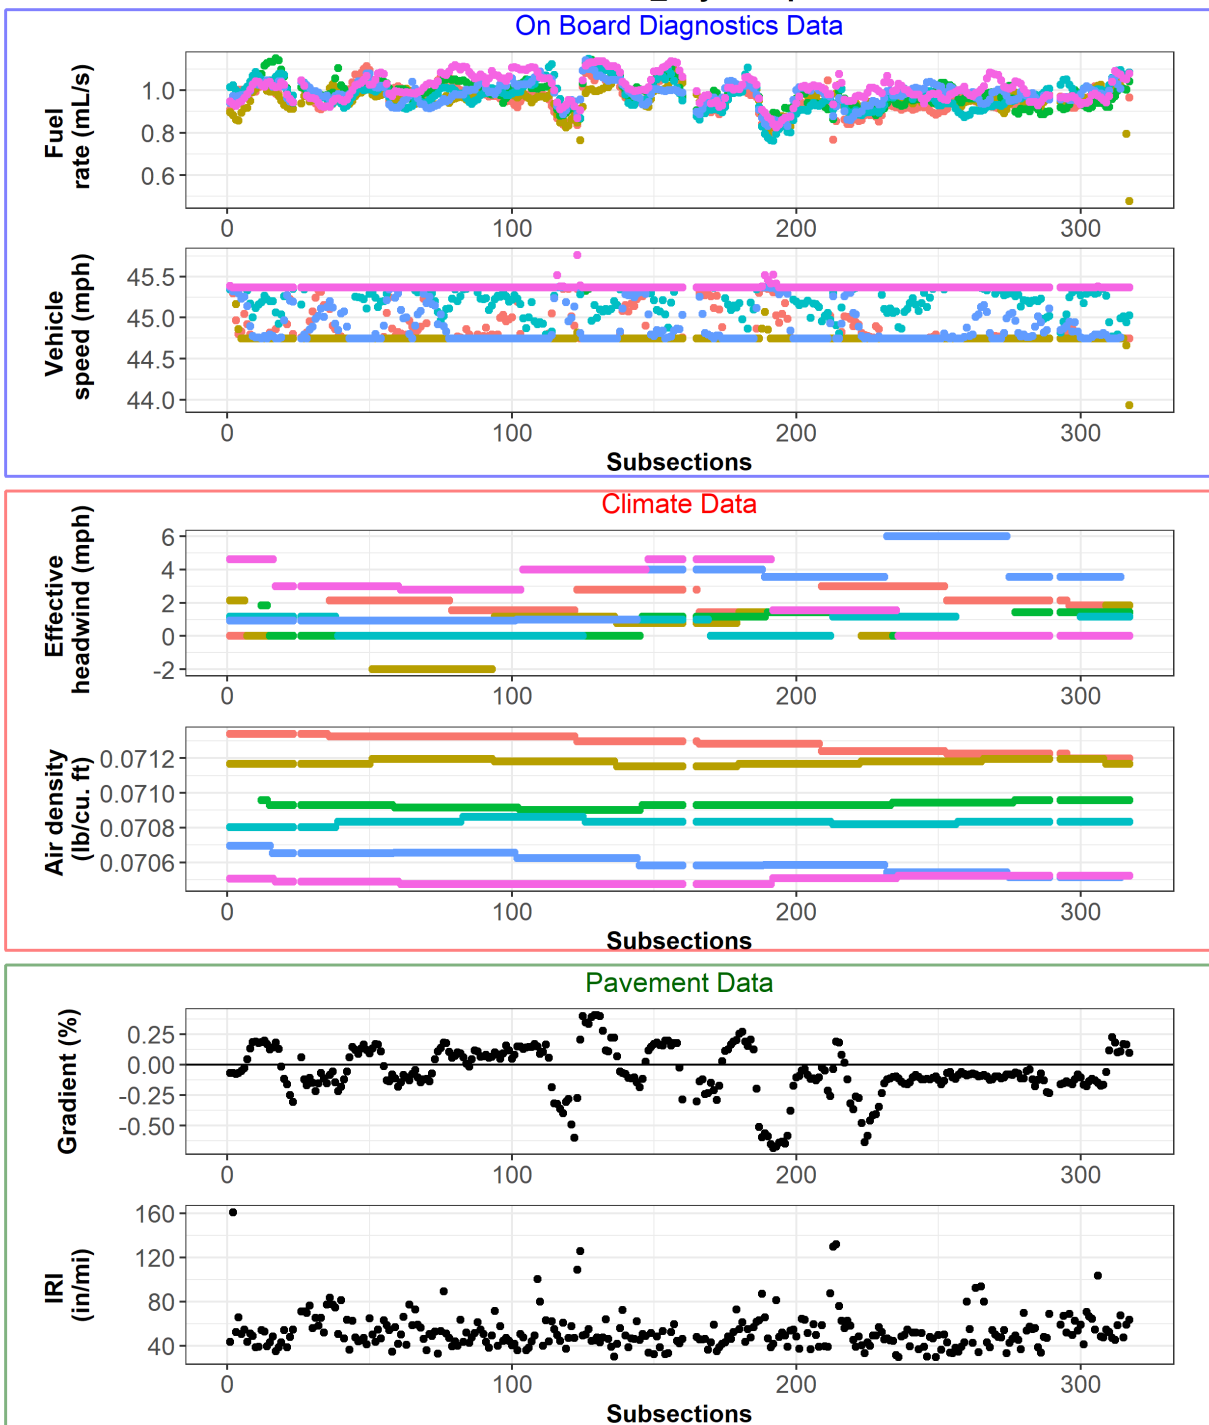 On Board Diagnostics Data
Fuel
rate (mL/s)
1.0
0.8
0.6
0 100 200 300
Vehicle
speed (mph)
45.5
45.0
44.5
44.0
0 100 200 300
Subsections
Climate Data
Effective
headwind (mph)
6
4
2
0
-2
0 100 200 300
Air density
(lb/cu. ft)
0.0712
0.0710
0.0708
0.0706
0 100 200 300
Subsections
Pavement Data
Gradient (%)
0.25
0.00
-0.25
-0.50
0 100 200 300
IRI
(in/mi)
160
120
80
40
0 100 200 300
Subsections